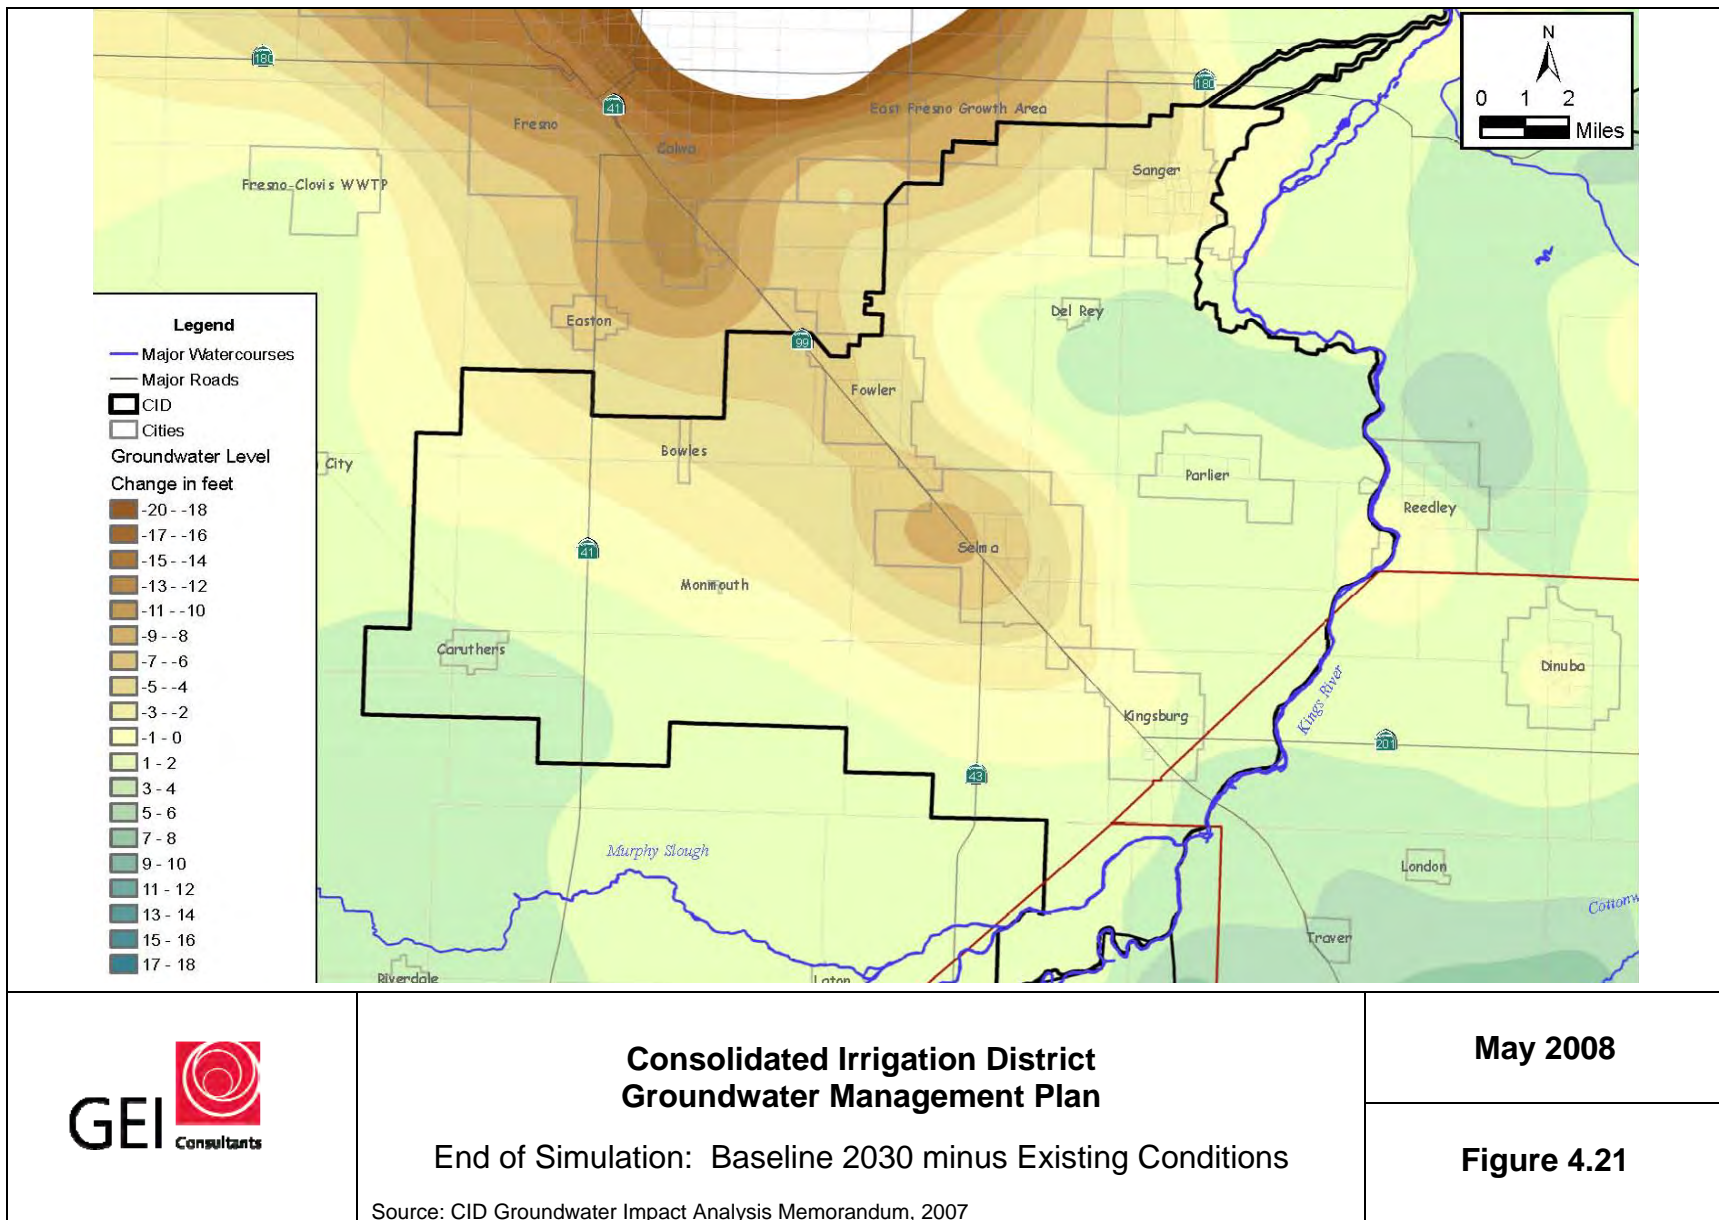 180
41
Fresno
Calwa
East Fresno Growth Area
180
N
0 1 2
Miles
Fresno-Clovis WWTP
Sanger
Easton
99
Del Rey
Fowler
Bowles
City
Parlier
Reedley
41
Selma
Monmouth
Caruthers
Dinuba
Kings River
Kingsburg
201
43
Murphy Slough
London
Cottonw
Traver
Riverdale
Laton
Legend
Major Watercourses
Major Roads
CID
Cities
Groundwater Level
Change in feet
-20 - -18
-17 - -16
-15 - -14
-13 - -12
-11 - -10
-9 - -8
-7 - -6
-5 - -4
-3 - -2
-1 - 0
1 - 2
3 - 4
5 - 6
7 - 8
9 - 10
11 - 12
13 - 14
15 - 16
17 - 18
GEI
Consultants
Consolidated Irrigation District
Groundwater Management Plan
End of Simulation: Baseline 2030 minus Existing Conditions
Source: CID Groundwater Impact Analysis Memorandum, 2007
May 2008
Figure 4.21